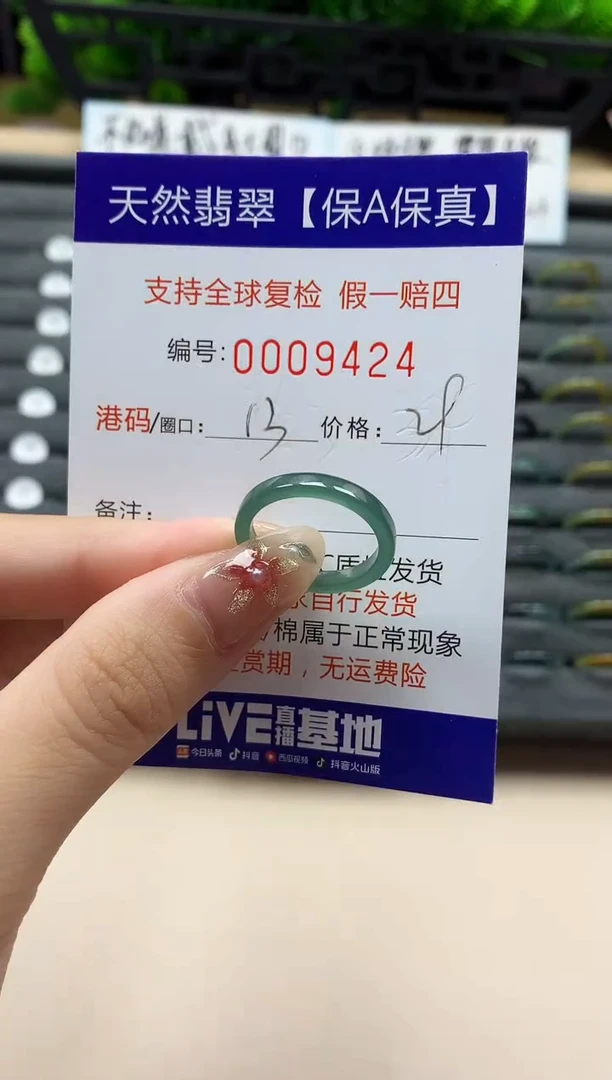 天然翡翠【保A保真】
支持全球复检 假一赔四
编号:0009424
港码/圈口: 13 价格:
备注:
发货
自行发货
棉属于正常现象
赏期，无运费险
LIVE直播基地
今日头条 抖音 西瓜视频 抖音火山版